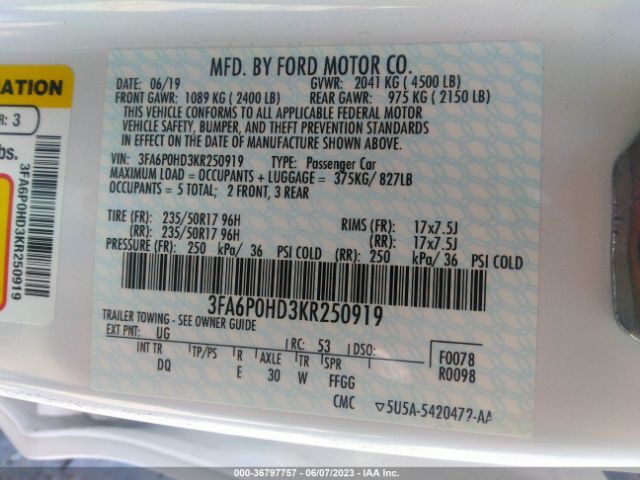 MFD. BY FORD MOTOR CO.
DATE: 06/19 GVWR: 2041 KG ( 4500 LB)
FRONT GAWR: 1089 KG ( 2400 LB) REAR GAWR: 975 KG ( 2150 LB)
THIS VEHICLE CONFORMS TO ALL APPLICABLE FEDERAL MOTOR
VEHICLE SAFETY, BUMPER, AND THEFT PREVENTION STANDARDS
IN EFFECT ON THE DATE OF MANUFACTURE SHOWN ABOVE.
VIN: 3FA6P0HD3KR250919 TYPE: Passenger Car
MAXIMUM LOAD = OCCUPANTS + LUGGAGE = 375KG/ 827LB
OCCUPANTS = 5 TOTAL; 2 FRONT, 3 REAR
TIRE (FR): 235/50R17 96H RIMS (FR): 17x7.5J
(RR): 235/50R17 96H (RR): 17x7.5J
PRESSURE (FR): 250 kPa/ 36 PSI COLD (RR): 250 kPa/ 36 PSI COLD
3FA6P0HD3KR250919
TRAILER TOWING - SEE OWNER GUIDE
EXT PNT: UG RC: 53 DSO: F0078
INT TR TP/PS R AXLE TR SPR R0098
DQ E 30 W FFGG
CMC ▽5U5A-5420472-AA
CATION
R: 3
bs.
3FA6P0HD3KR250919
000-36797757 - 06/07/2023 - IAA Inc.